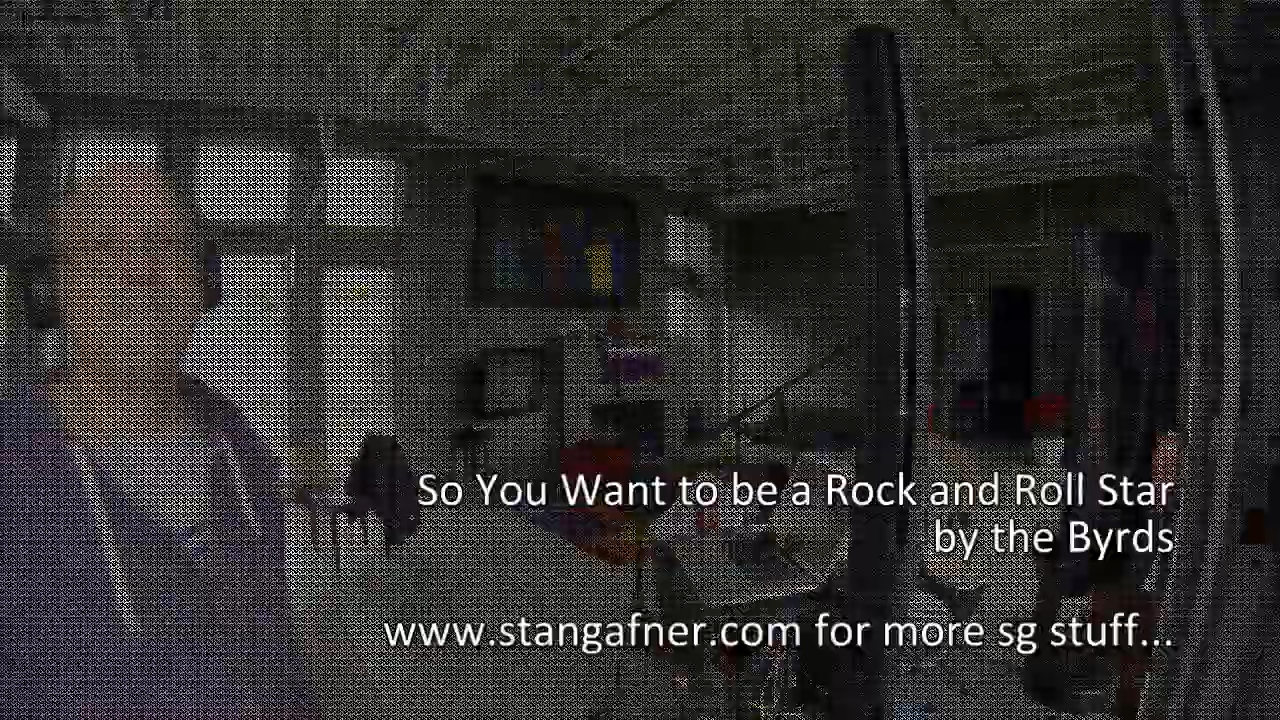 So You Want to be a Rock and Roll Star
by the Byrds
www.stangafner.com for more sg stuff...